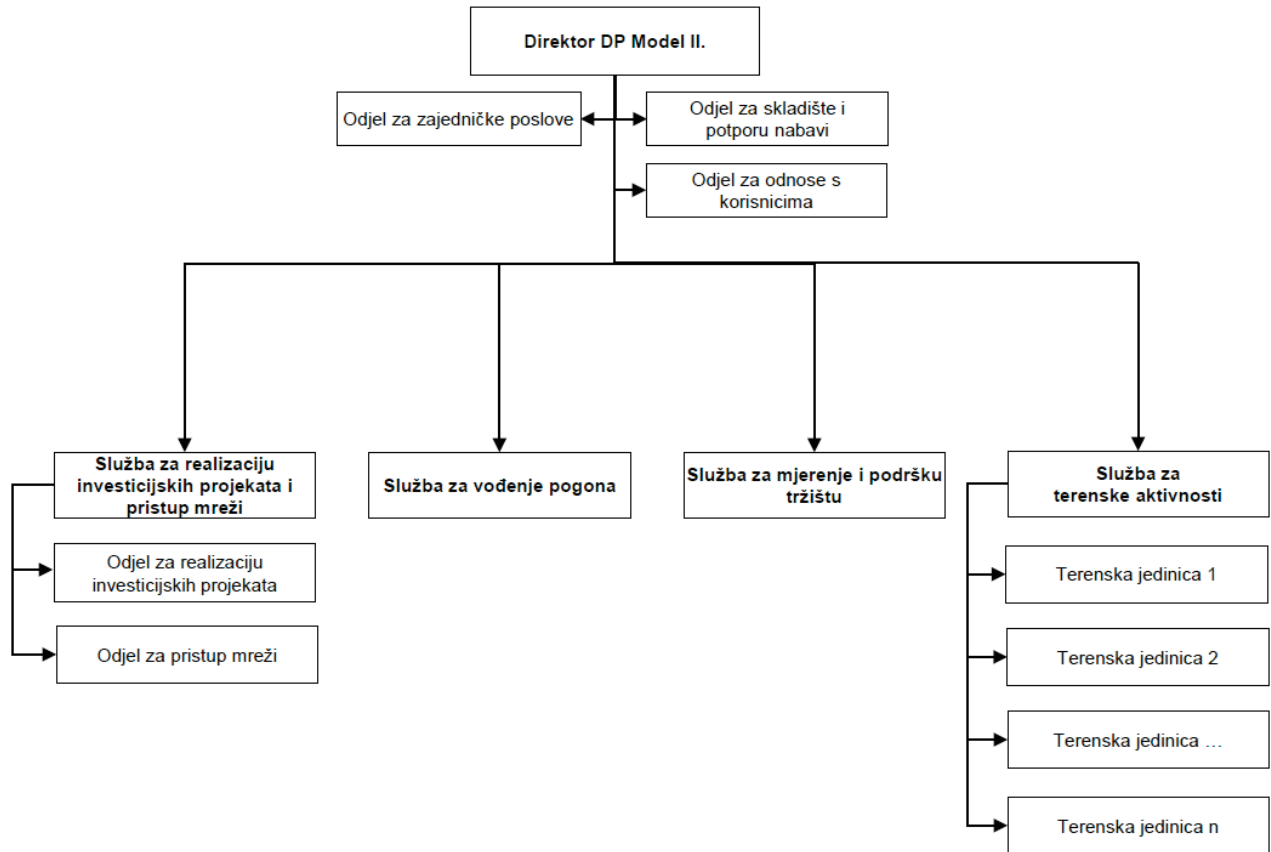 Direktor DP Model II.
Odjel za zajedničke poslove
Odjel za skladište i
potporu nabavi
Odjel za odnose s
korisnicima
Služba za realizaciju
investicijskih projekata i
pristup mreži
Služba za vođenje pogona
Služba za mjerenje i podršku
tržištu
Služba za
terenske aktivnosti
Odjel za realizaciju
investicijskih projekata
Odjel za pristup mreži
Terenska jedinica 1
Terenska jedinica 2
Terenska jedinica …
Terenska jedinica n